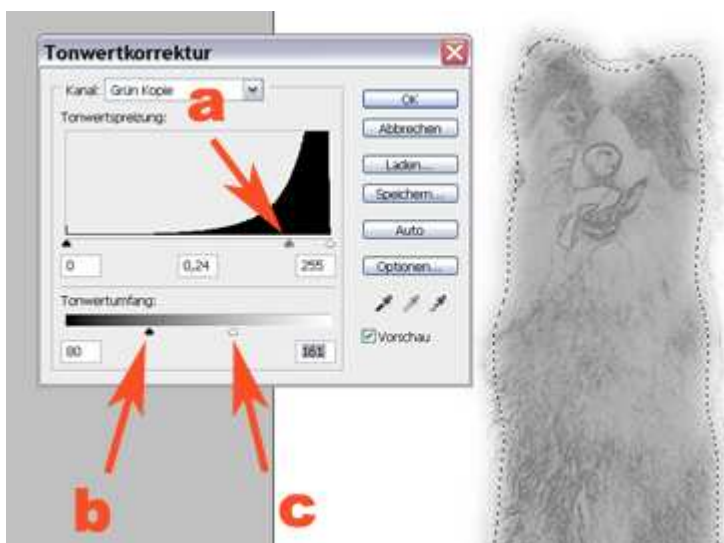 Tonwertkorrektur
Kanal: Grün Kopie
a
Tonwertspreizung:
0
0,24
255
Tonwertumfang:
80
161
OK
Abbrechen
Laden...
Speichern...
Auto
Optionen...
Vorschau
b
c